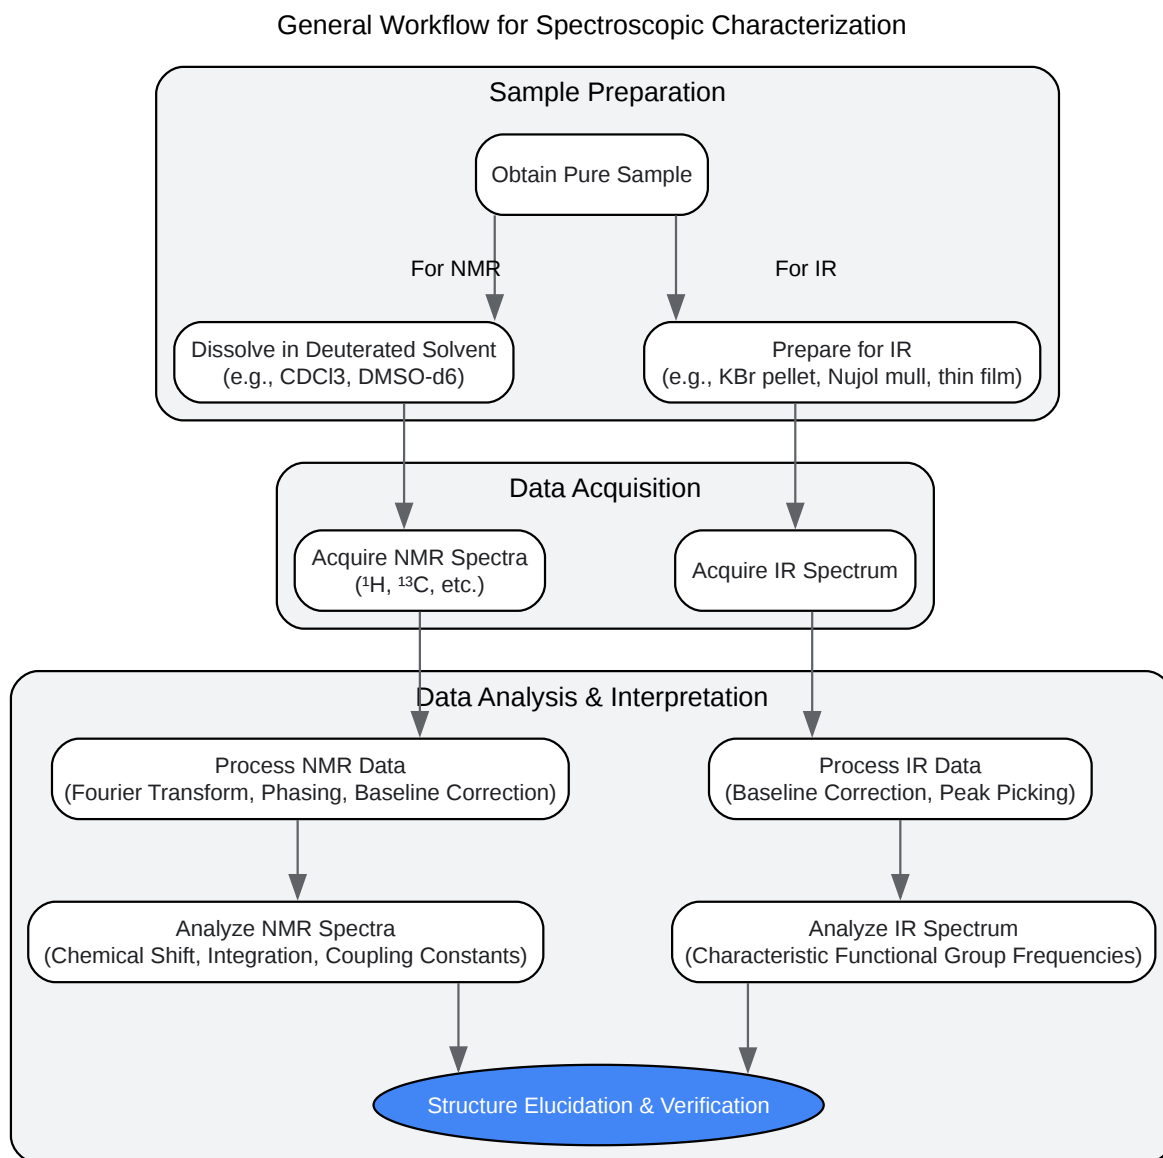 General Workflow for Spectroscopic Characterization
Sample Preparation
Obtain Pure Sample
For NMR
For IR
Dissolve in Deuterated Solvent
(e.g., CDCl3, DMSO-d6)
Prepare for IR
(e.g., KBr pellet, Nujol mull, thin film)
Data Acquisition
Acquire NMR Spectra
(¹H, ¹³C, etc.)
Acquire IR Spectrum
Data Analysis & Interpretation
Process NMR Data
(Fourier Transform, Phasing, Baseline Correction)
Process IR Data
(Baseline Correction, Peak Picking)
Analyze NMR Spectra
(Chemical Shift, Integration, Coupling Constants)
Analyze IR Spectrum
(Characteristic Functional Group Frequencies)
Structure Elucidation & Verification